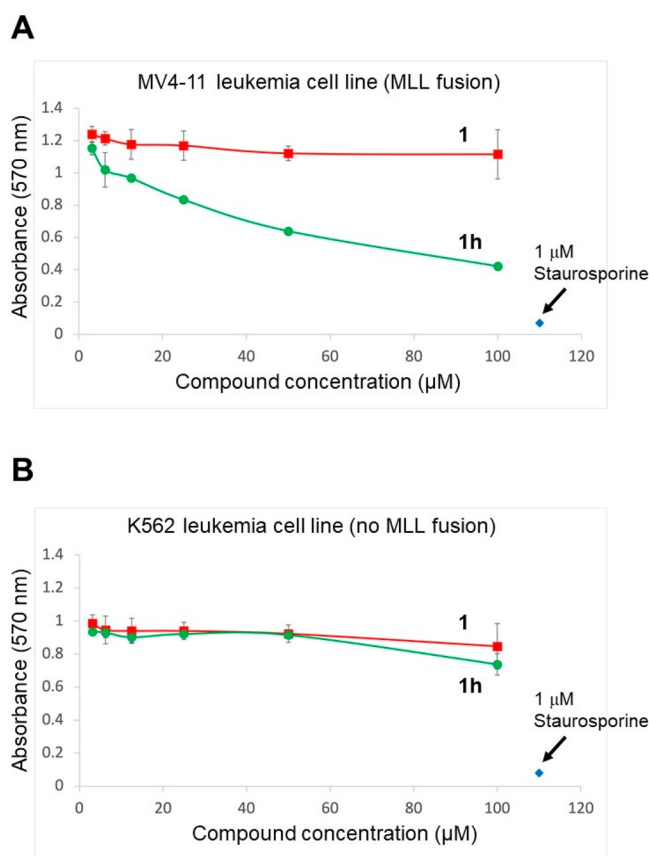 A
MV4-11 leukemia cell line (MLL fusion)
Absorbance (570 nm)
1.4
1.2
1
0.8
0.6
0.4
0.2
0
1
1h
1 μM
Staurosporine
0 20 40 60 80 100 120
Compound concentration (μM)
B
K562 leukemia cell line (no MLL fusion)
Absorbance (570 nm)
1.4
1.2
1
0.8
0.6
0.4
0.2
0
1
1h
1 μM
Staurosporine
0 20 40 60 80 100 120
Compound concentration (μM)